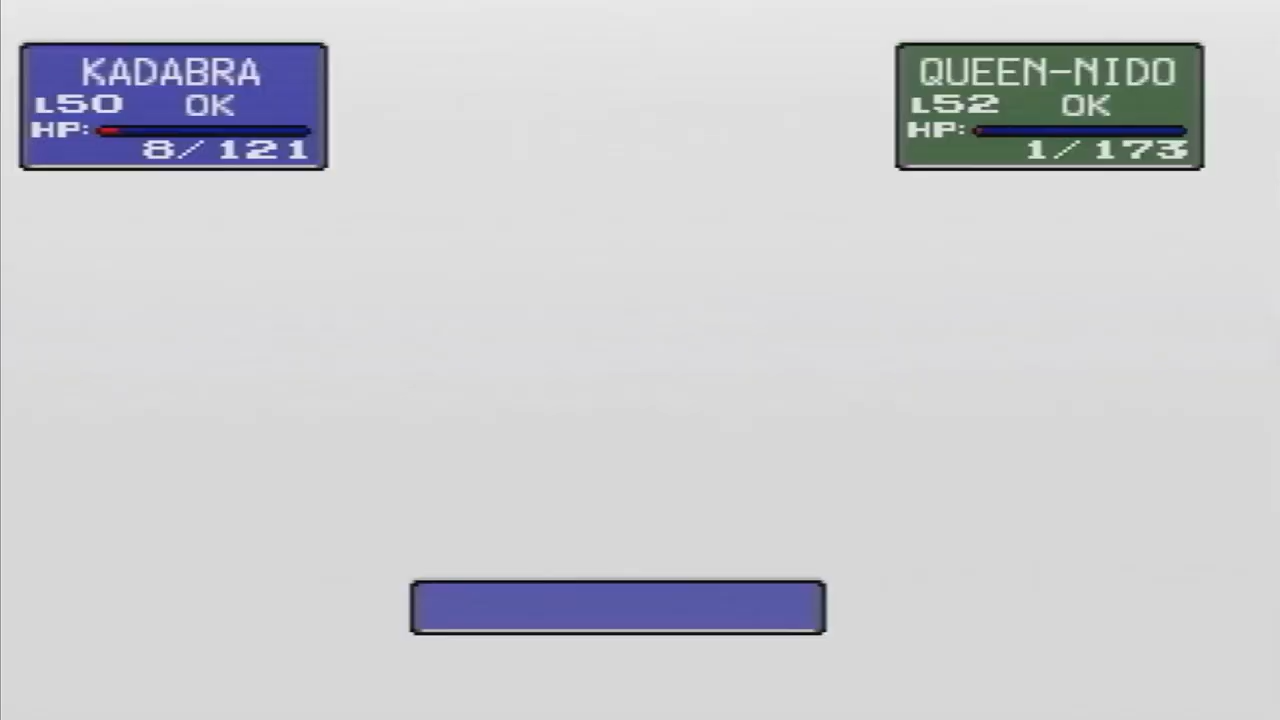 KADABRA
L50 OK
HP:
8/121
QUEEN-NIDO
L52 OK
HP:
1/173